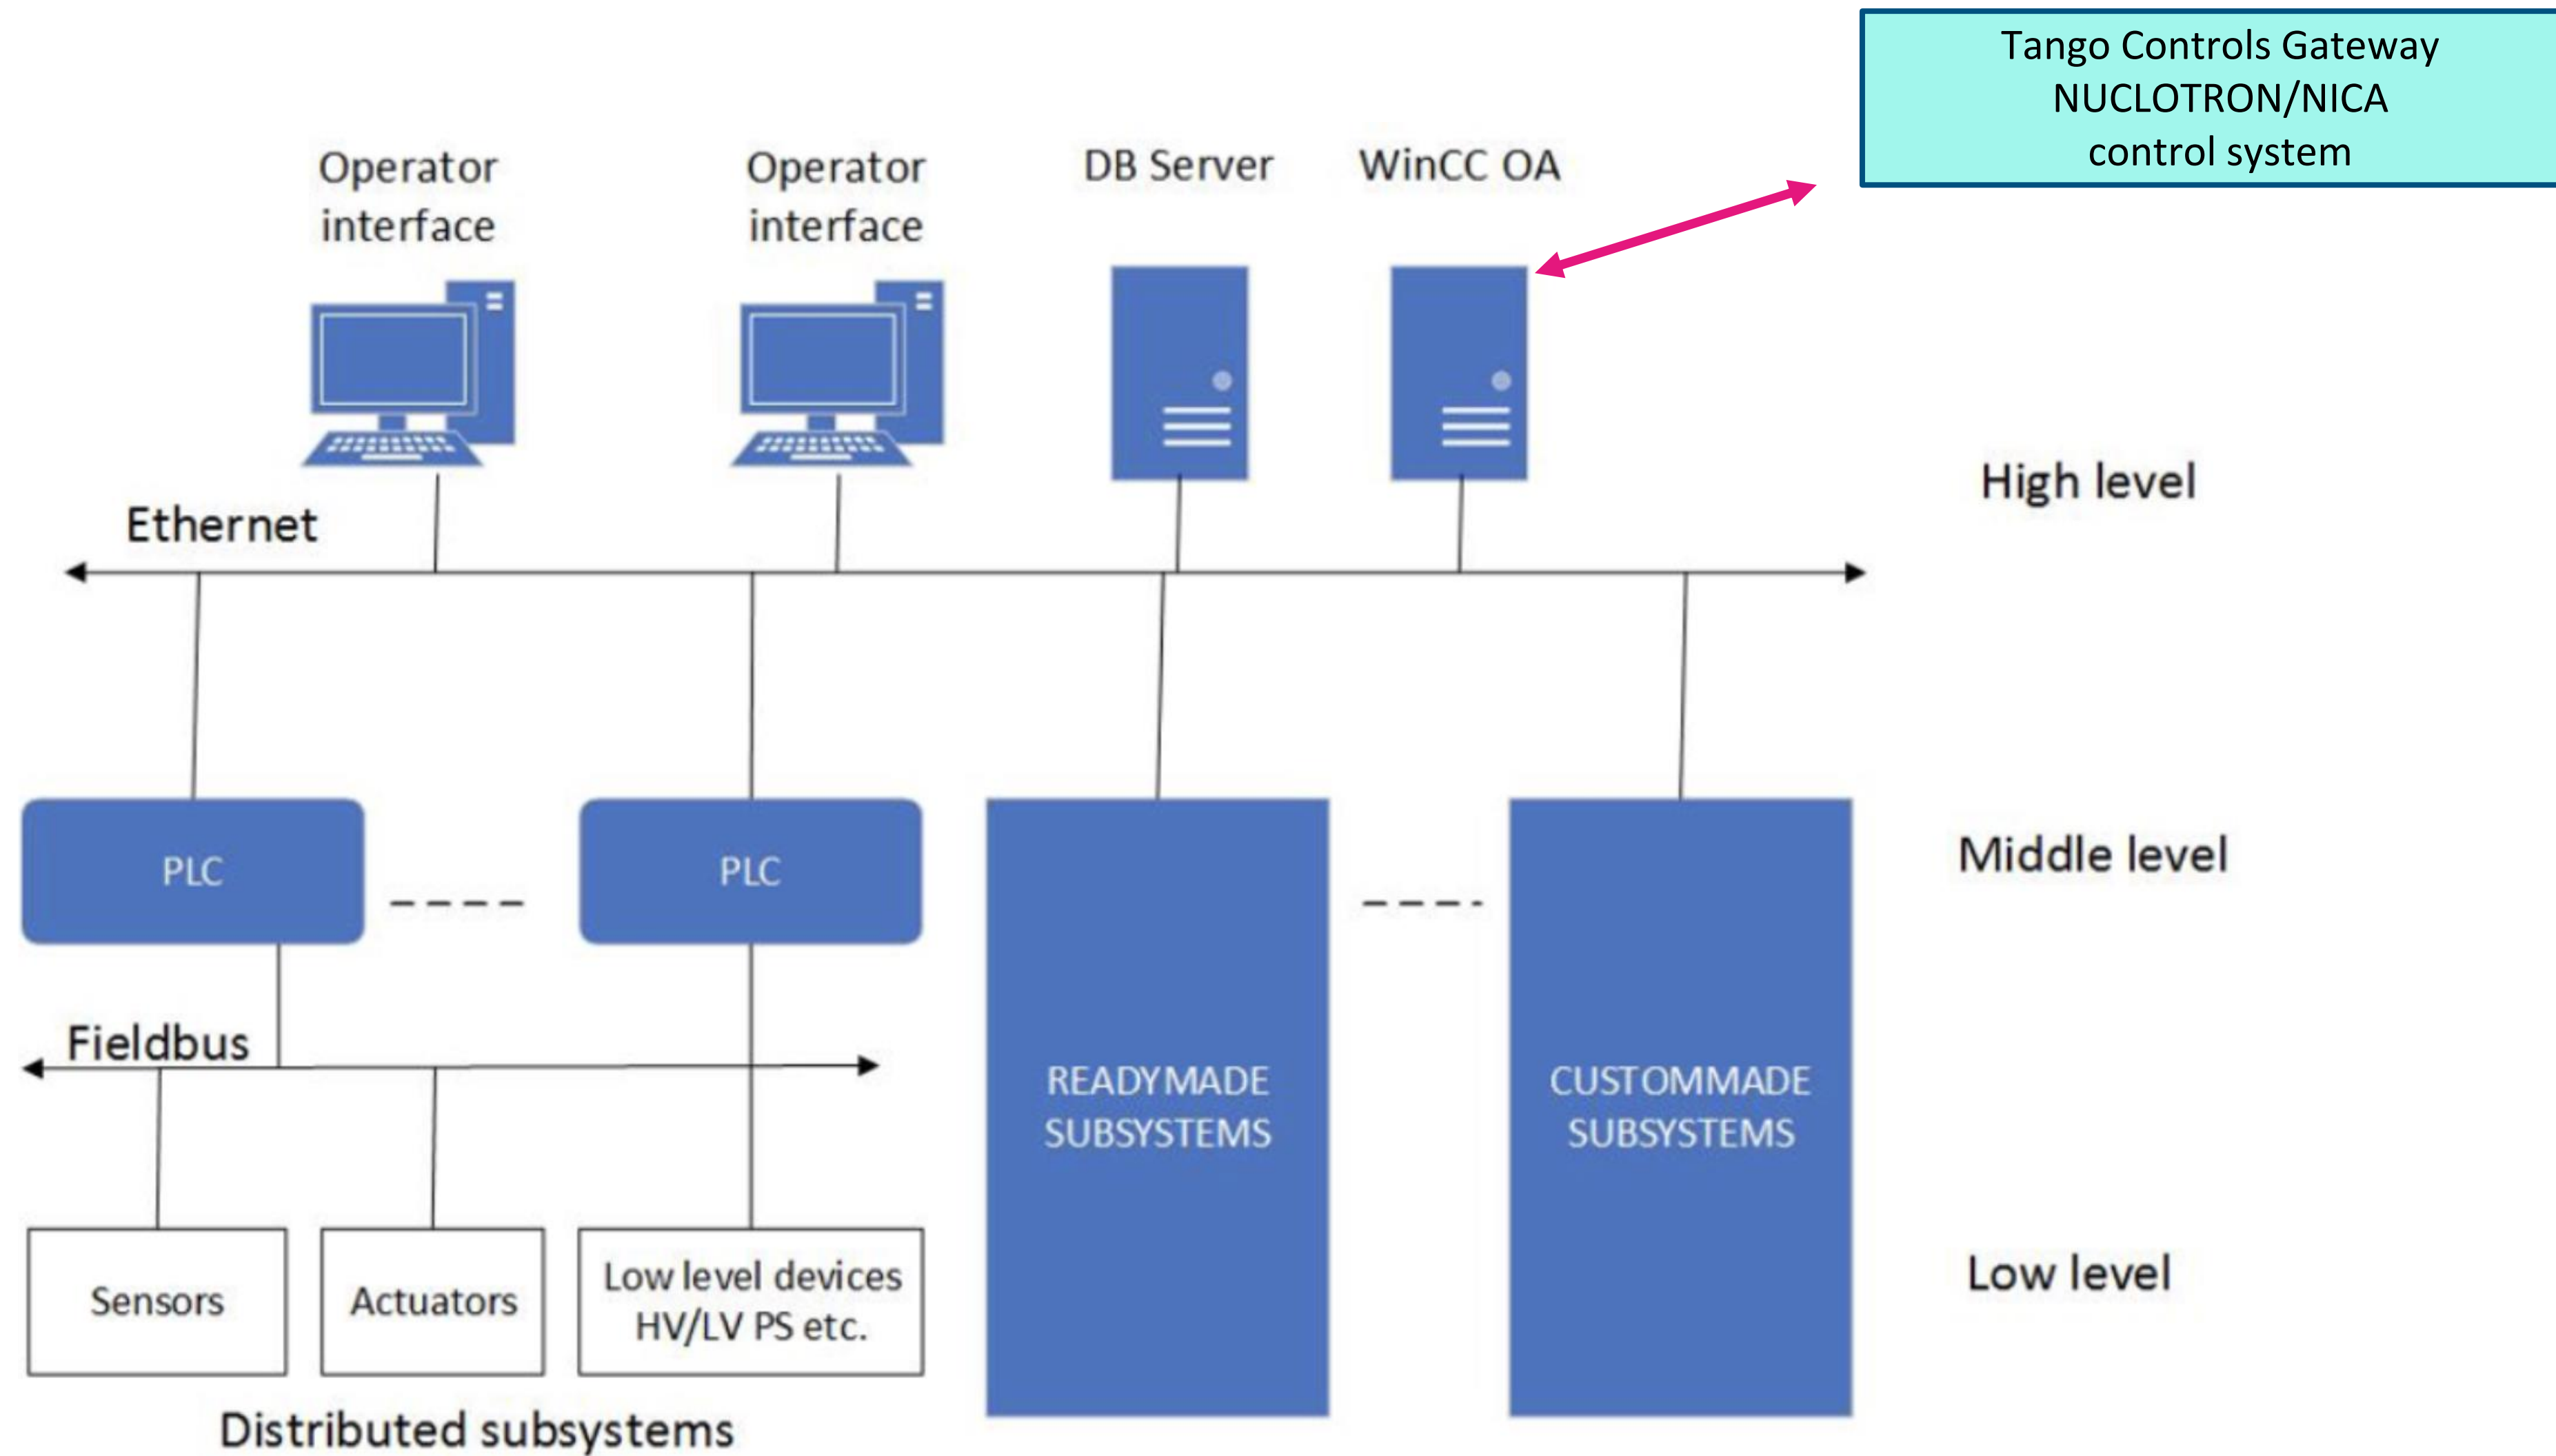 Tango Controls Gateway
NUCLOTRON/NICA
control system
Operator
interface
Operator
interface
DB Server
WinCC OA
High level
Ethernet
PLC
PLC
Middle level
Fieldbus
READYMADE
SUBSYSTEMS
CUSTOMMADE
SUBSYSTEMS
Sensors
Actuators
Low level devices
HV/LV PS etc.
Low level
Distributed subsystems